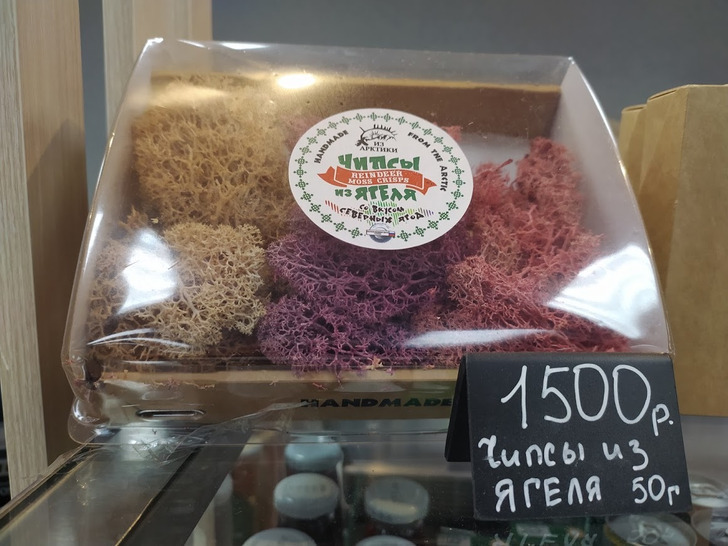 HANDMADE FROM THE ARCTIC
ИЗ
АРКТИКИ
ЧИПСЫ
REINDEER
MOSS CRISPS
ИЗ ЯГЕЛЯ
СО ВКУСОМ
СЕВЕРНЫХ ЯГОД
HANDMADE
1500р.
Чипсы из
ЯГЕЛЯ 50г